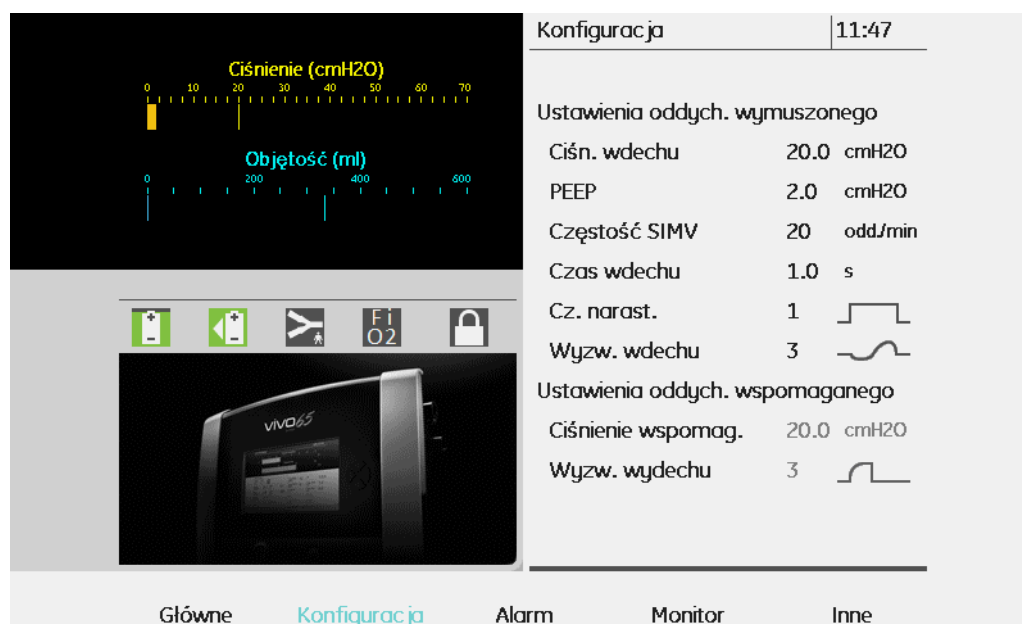 Konfiguracja 11:47
Ciśnienie (cmH2O)
0 10 20 30 40 50 60 70
Objętość (ml)
0 200 400 600
Ustawienia oddych. wymuszonego
Ciśn. wdechu 20.0 cmH2O
PEEP 2.0 cmH2O
Częstość SIMV 20 odd./min
Czas wdechu 1.0 s
Cz. narast. 1
Wyzw. wdechu 3
Ustawienia oddych. wspomaganego
Ciśnienie wspomag. 20.0 cmH2O
Wyzw. wydechu 3
Fi
O2
vivo65
Główne Konfiguracja Alarm Monitor Inne